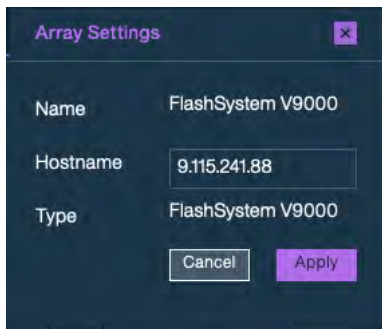 Array Settings
Name FlashSystem V9000
Hostname 9.115.241.88
Type FlashSystem V9000
Cancel Apply